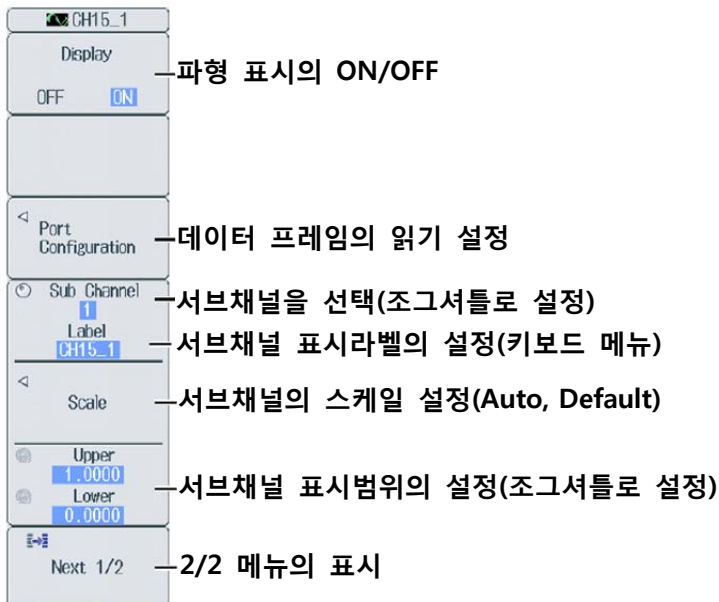 CH15_1
Display
파형 표시의 ON/OFF
OFF ON
Port
Configuration
데이터 프레임의 읽기 설정
Sub Channel
1
서브채널을 선택(조그셔틀로 설정)
Label
CH15_1
서브채널 표시라벨의 설정(키보드 메뉴)
Scale
서브채널의 스케일 설정(Auto, Default)
Upper
1.0000
Lower
0.0000
서브채널 표시범위의 설정(조그셔틀로 설정)
Next 1/2
2/2 메뉴의 표시